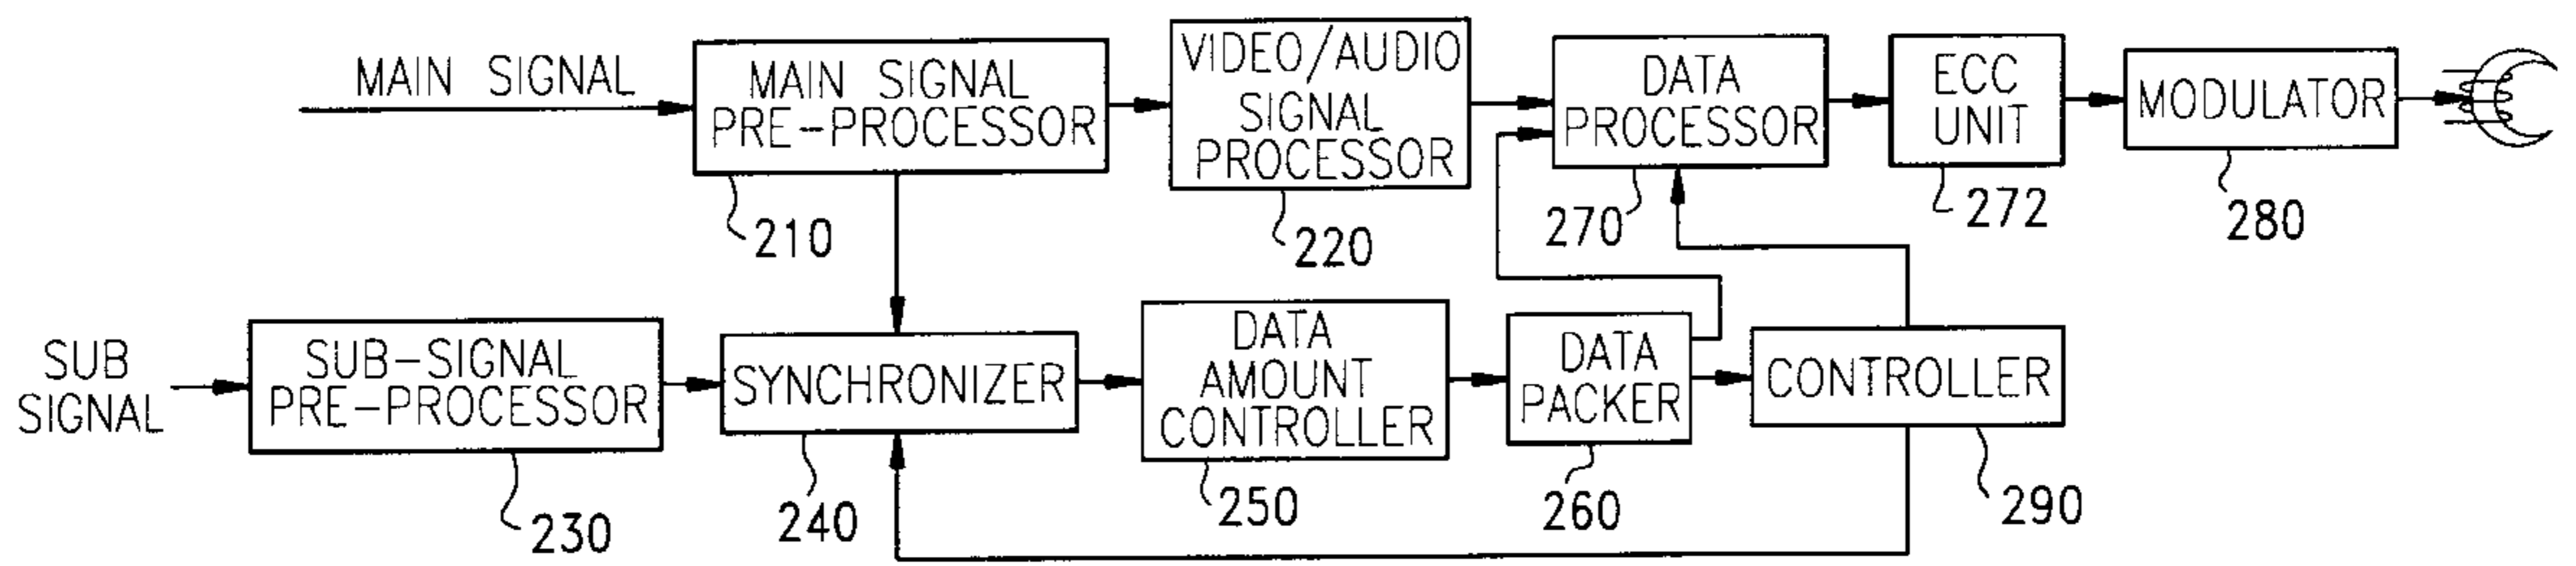 MAIN SIGNAL
MAIN SIGNAL
PRE-PROCESSOR
210
VIDEO/AUDIO
SIGNAL
PROCESSOR
220
DATA
PROCESSOR
270
ECC
UNIT
272
MODULATOR
280
SUB
SIGNAL
SUB-SIGNAL
PRE-PROCESSOR
230
SYNCHRONIZER
240
DATA
AMOUNT
CONTROLLER
250
DATA
PACKER
260
CONTROLLER
290